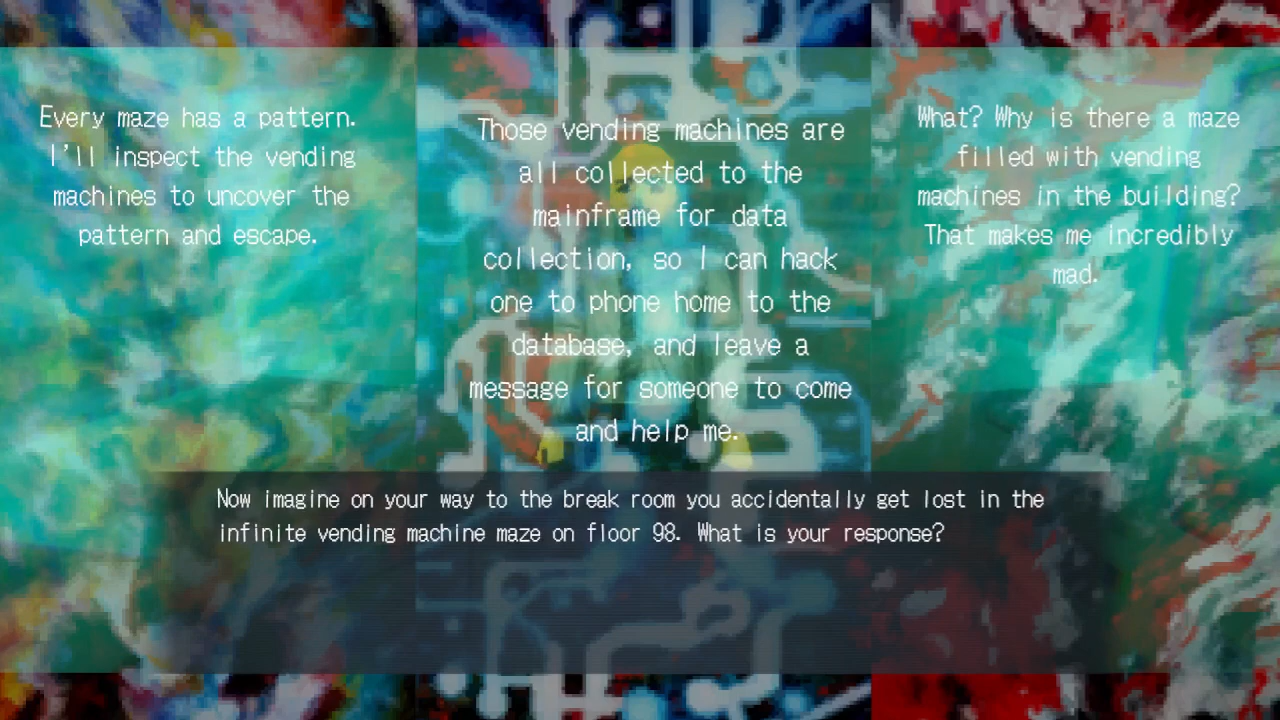 Every maze has a pattern.
I'll inspect the vending
machines to uncover the
pattern and escape.
Those vending machines are
all collected to the
mainframe for data
collection, so I can hack
one to phone home to the
database, and leave a
message for someone to come
and help me.
What? Why is there a maze
filled with vending
machines in the building?
That makes me incredibly
mad.
Now imagine on your way to the break room you accidentally get lost in the
infinite vending machine maze on floor 98. What is your response?